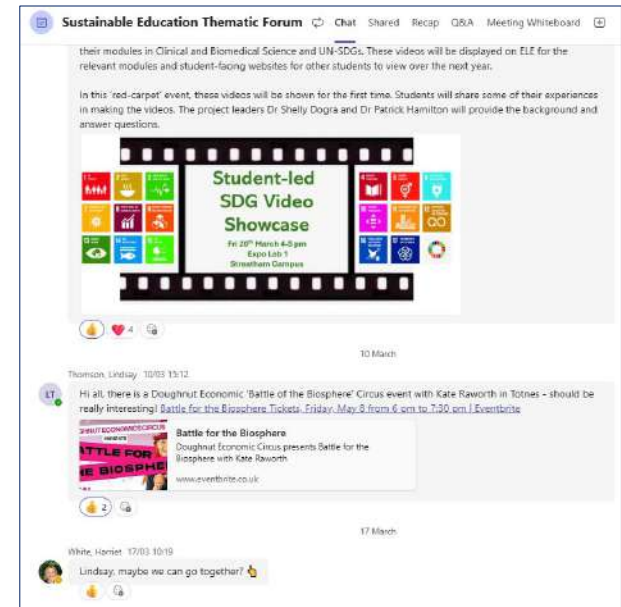 Sustainable Education Thematic Forum Chat Shared Recap Q&A Meeting Whiteboard
their modules in Clinical and Biomedical Science and UN-SDGs. These videos will be displayed on ELE for the
relevant modules and student-facing websites for other students to view over the next year.
In this 'red-carpet' event, these videos will be shown for the first time. Students will share some of their experiences
in making the videos. The project leaders Dr Shelly Dogra and Dr Patrick Hamilton will provide the background and
answer questions.
Student-led
SDG Video
Showcase
Fri 20th March 4-5 pm
Expo Lab 1
Streatham Campus
4
10 March
Thomson, Lindsay 10/03 15:12
LT
Hi all, there is a Doughnut Economic 'Battle of the Biosphere' Circus event with Kate Raworth in Totnes - should be
really interesting! Battle for the Biosphere Tickets, Friday, May 8 from 6 pm to 7:30 pm | Eventbrite
Battle for the Biosphere
Doughnut Economic Circus presents Battle for the
Biosphere with Kate Raworth
www.eventbrite.co.uk
2
17 March
White, Harriet 17/03 10:19
Lindsay, maybe we can go together?